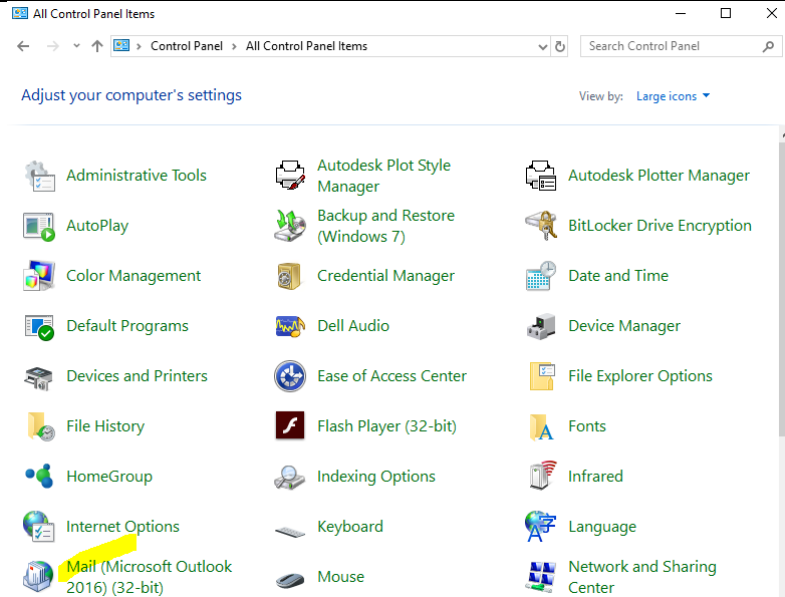 All Control Panel Items
Control Panel > All Control Panel Items
Search Control Panel
Adjust your computer's settings
View by: Large icons
Administrative Tools
Autodesk Plot Style
Manager
Autodesk Plotter Manager
AutoPlay
Backup and Restore
(Windows 7)
BitLocker Drive Encryption
Color Management
Credential Manager
Date and Time
Default Programs
Dell Audio
Device Manager
Devices and Printers
Ease of Access Center
File Explorer Options
File History
Flash Player (32-bit)
Fonts
HomeGroup
Indexing Options
Infrared
Internet Options
Keyboard
Language
Mail (Microsoft Outlook
2016) (32-bit)
Mouse
Network and Sharing
Center